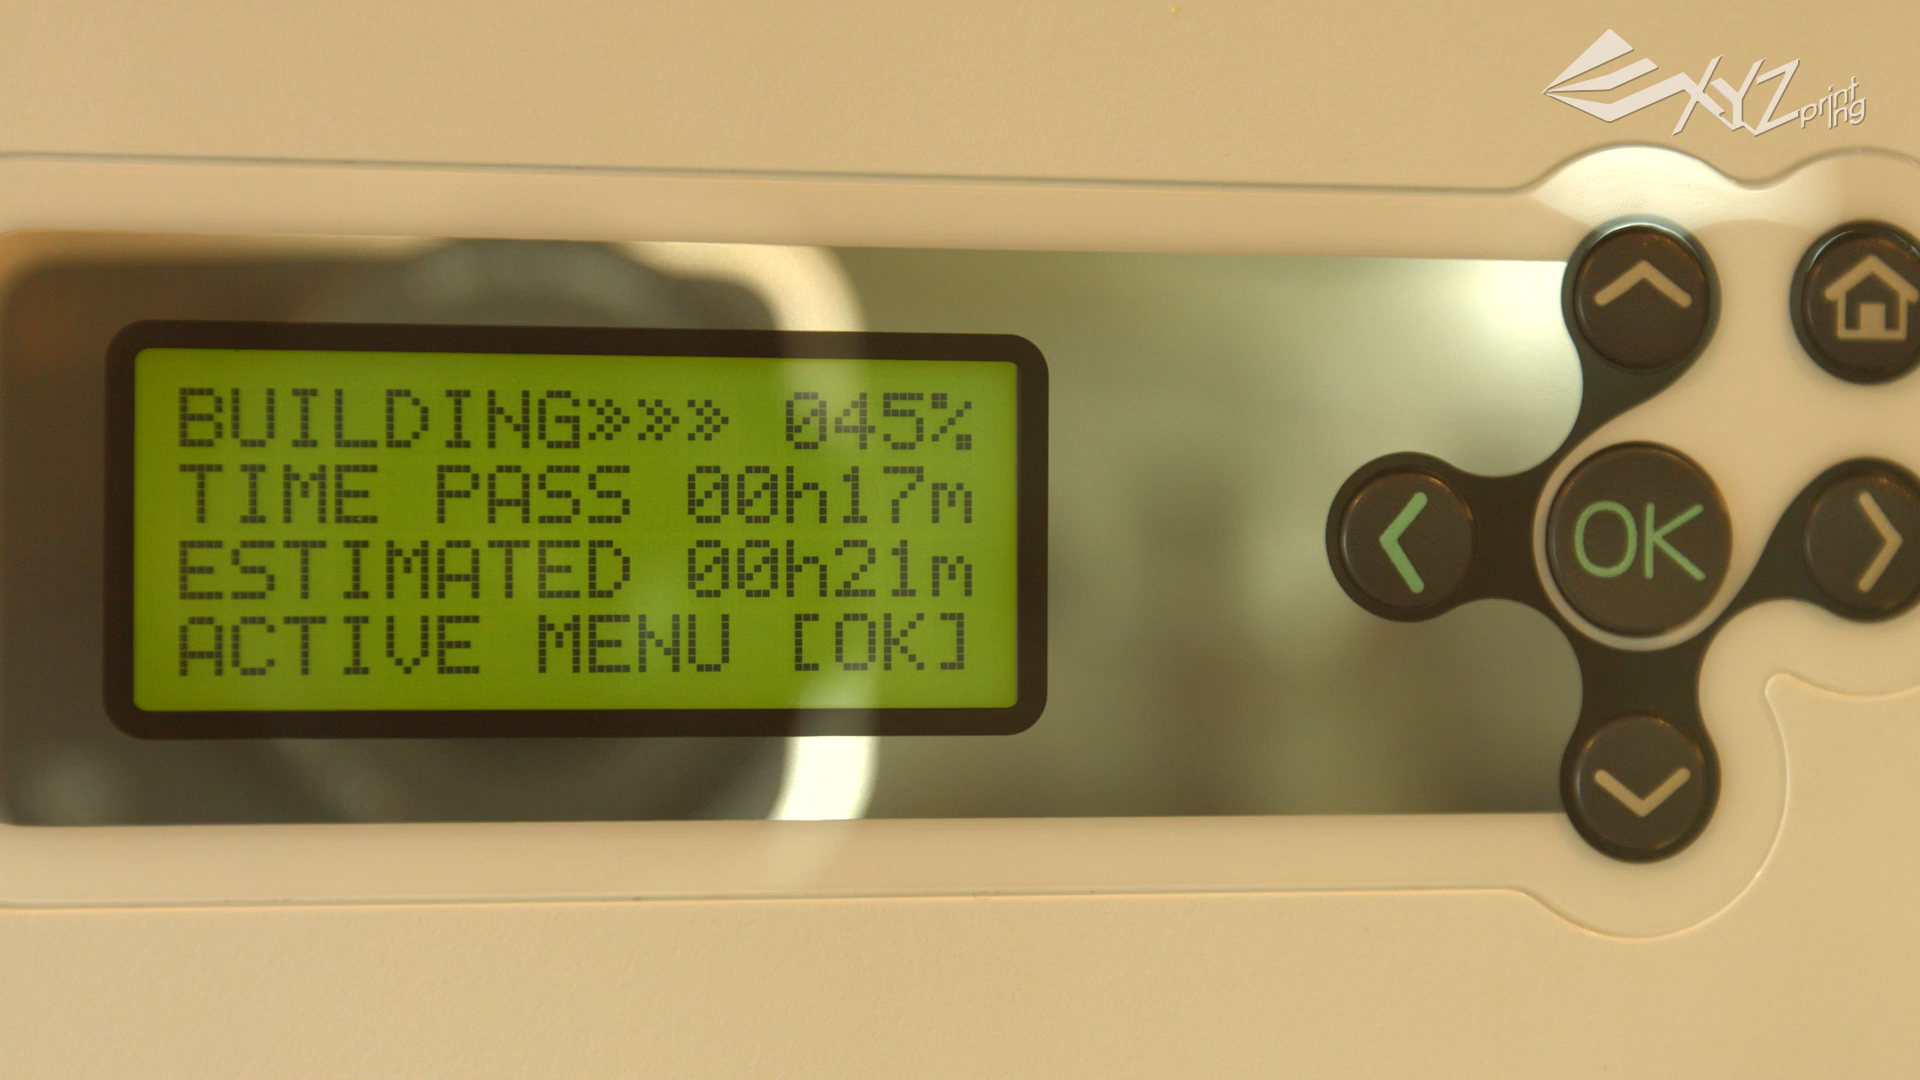 XYZprinting
BUILDING»»» 045%
TIME PASS 00h17m
ESTIMATED 00h21m
ACTIVE MENU [OK]
OK